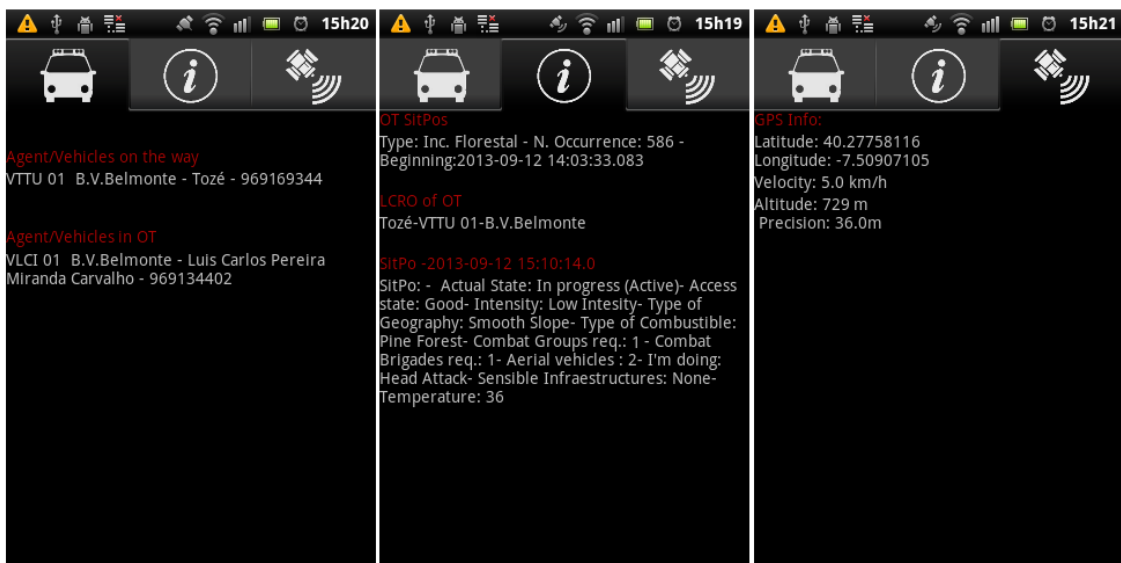 15h20
Agent/Vehicles on the way
VTTU 01 B.V.Belmonte - Tozé - 969169344
Agent/Vehicles in OT
VLCI 01 B.V.Belmonte - Luis Carlos Pereira
Miranda Carvalho - 969134402
15h19
i
OT SitPos
Type: Inc. Florestal - N. Occurrence: 586 -
Beginning:2013-09-12 14:03:33.083
LCRO of OT
Tozé-VTTU 01-B.V.Belmonte
SitPo -2013-09-12 15:10:14.0
SitPo: - Actual State: In progress (Active)- Access
state: Good- Intensity: Low Intesity- Type of
Geography: Smooth Slope- Type of Combustible:
Pine Forest- Combat Groups req.: 1 - Combat
Brigades req.: 1- Aerial vehicles : 2- I'm doing:
Head Attack- Sensible Infraestructures: None-
Temperature: 36
15h21
i
GPS Info:
Latitude: 40.27758116
Longitude: -7.50907105
Velocity: 5.0 km/h
Altitude: 729 m
Precision: 36.0m